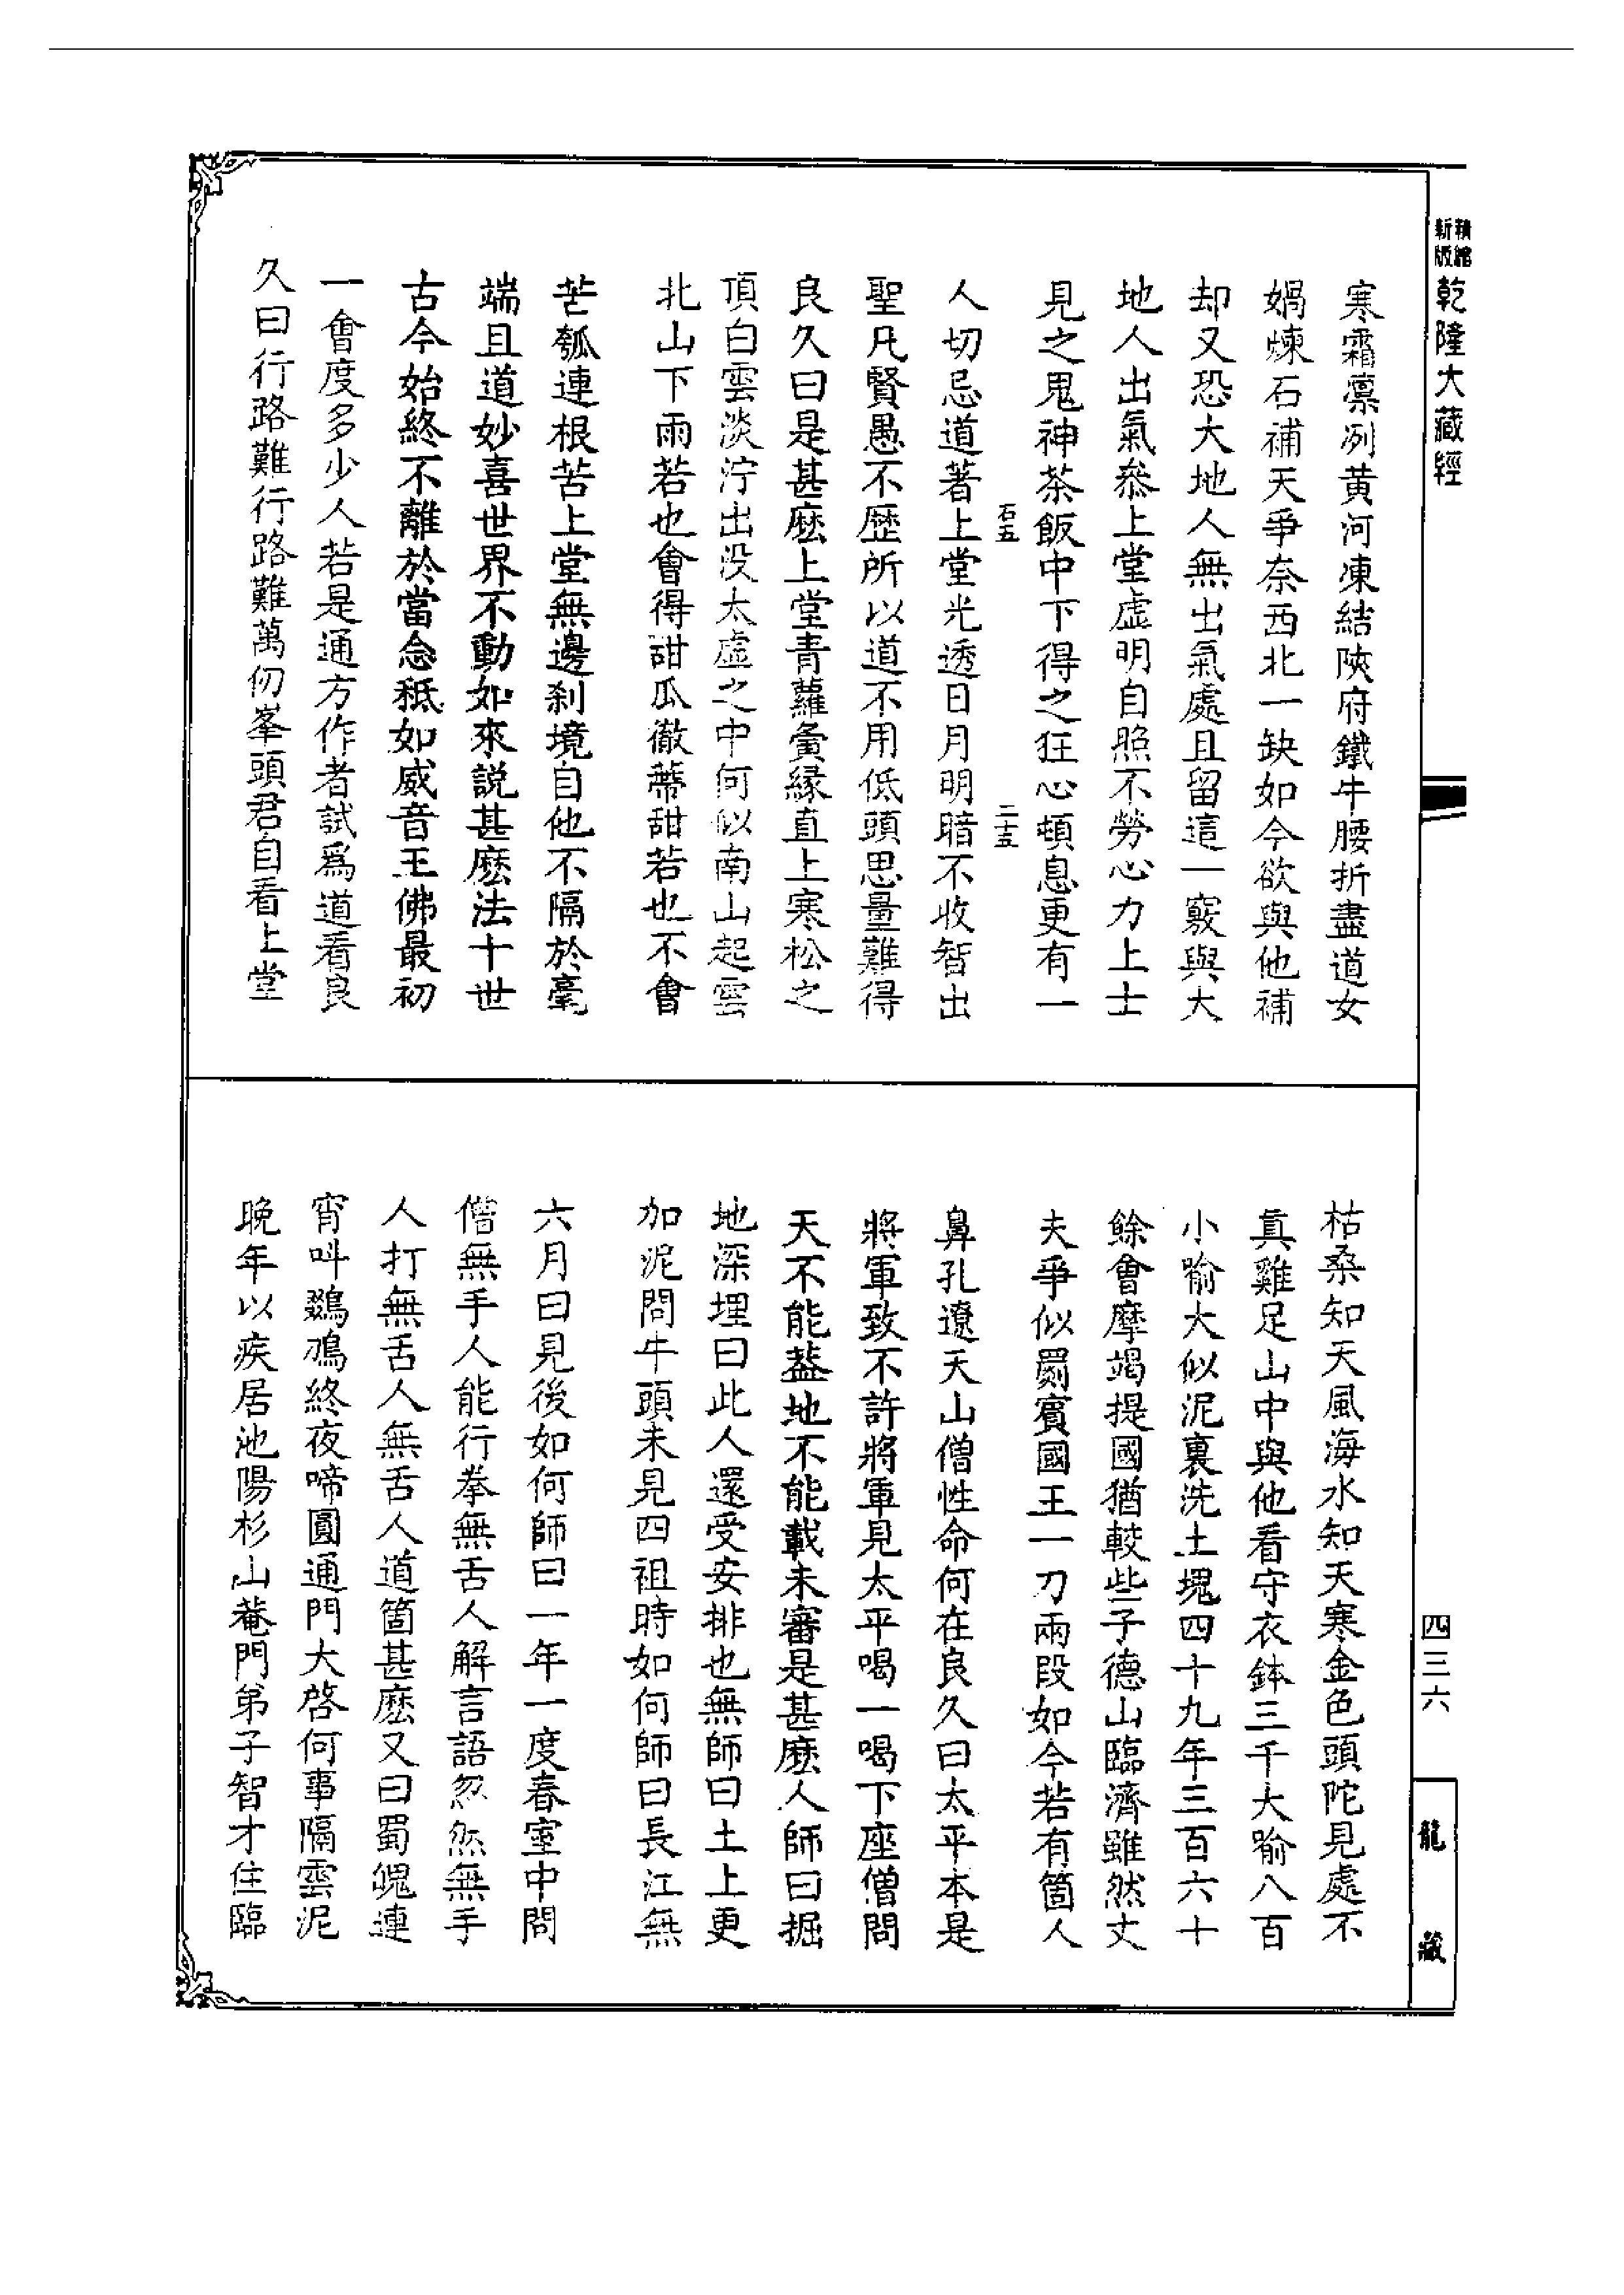 精繕新版乾隆大藏經
寒霜凛冽黃河凍結陝府鐵牛腰折盡道女
媧煉石補天爭奈西北一缺如今欲與他補
却又恐大地人無出氣處且留這一竅與大
地人出氣叅上堂虛明自照不勞心力上士
見之鬼神茶飯中下得之狂心頓息更有一
石五
二十五
人切忌道著上堂光透日月明暗不收智出
聖凡賢愚不歷所以道不用低頭思量難得
良久曰是甚麽上堂青蘿夤緣直上寒松之
頂白雲淡泞出没太虛之中何似南山起雲
北山下雨若也會得甜瓜徹蔕甜若也不會
苦瓠連根苦上堂無邊刹境自他不隔於毫
端且道妙喜世界不動如來說甚麽法十世
古今始終不離於當念秪如威音王佛最初
一會度多少人若是通方作者試爲道看良
久曰行路難行路難萬仞峯頭君自看上堂
枯桑知天風海水知天寒金色頭陀見處不
真雞足山中與他看守衣鉢三千大喻八百
小喻大似泥裏洗土塊四十九年三百六十
餘會摩竭提國猶較些子德山臨濟雖然丈
夫爭似罽賓國王一刀兩段如今若有箇人
鼻孔遼天山僧性命何在良久曰太平本是
將軍致不許將軍見太平喝一喝下座僧問
天不能葢地不能載未審是甚麽人師曰掘
地深埋曰此人還受安排也無師曰土上更
加泥問牛頭未見四祖時如何師曰長江無
六月曰見後如何師曰一年一度春室中問
僧無手人能行拳無舌人解言語忽然無手
人打無舌人無舌人道箇甚麽又曰蜀魄連
宵呌鵽鳭終夜啼圓通門大啓何事隔雲泥
晚年以疾居池陽杉山菴門弟子智才住臨
四三六
龍藏